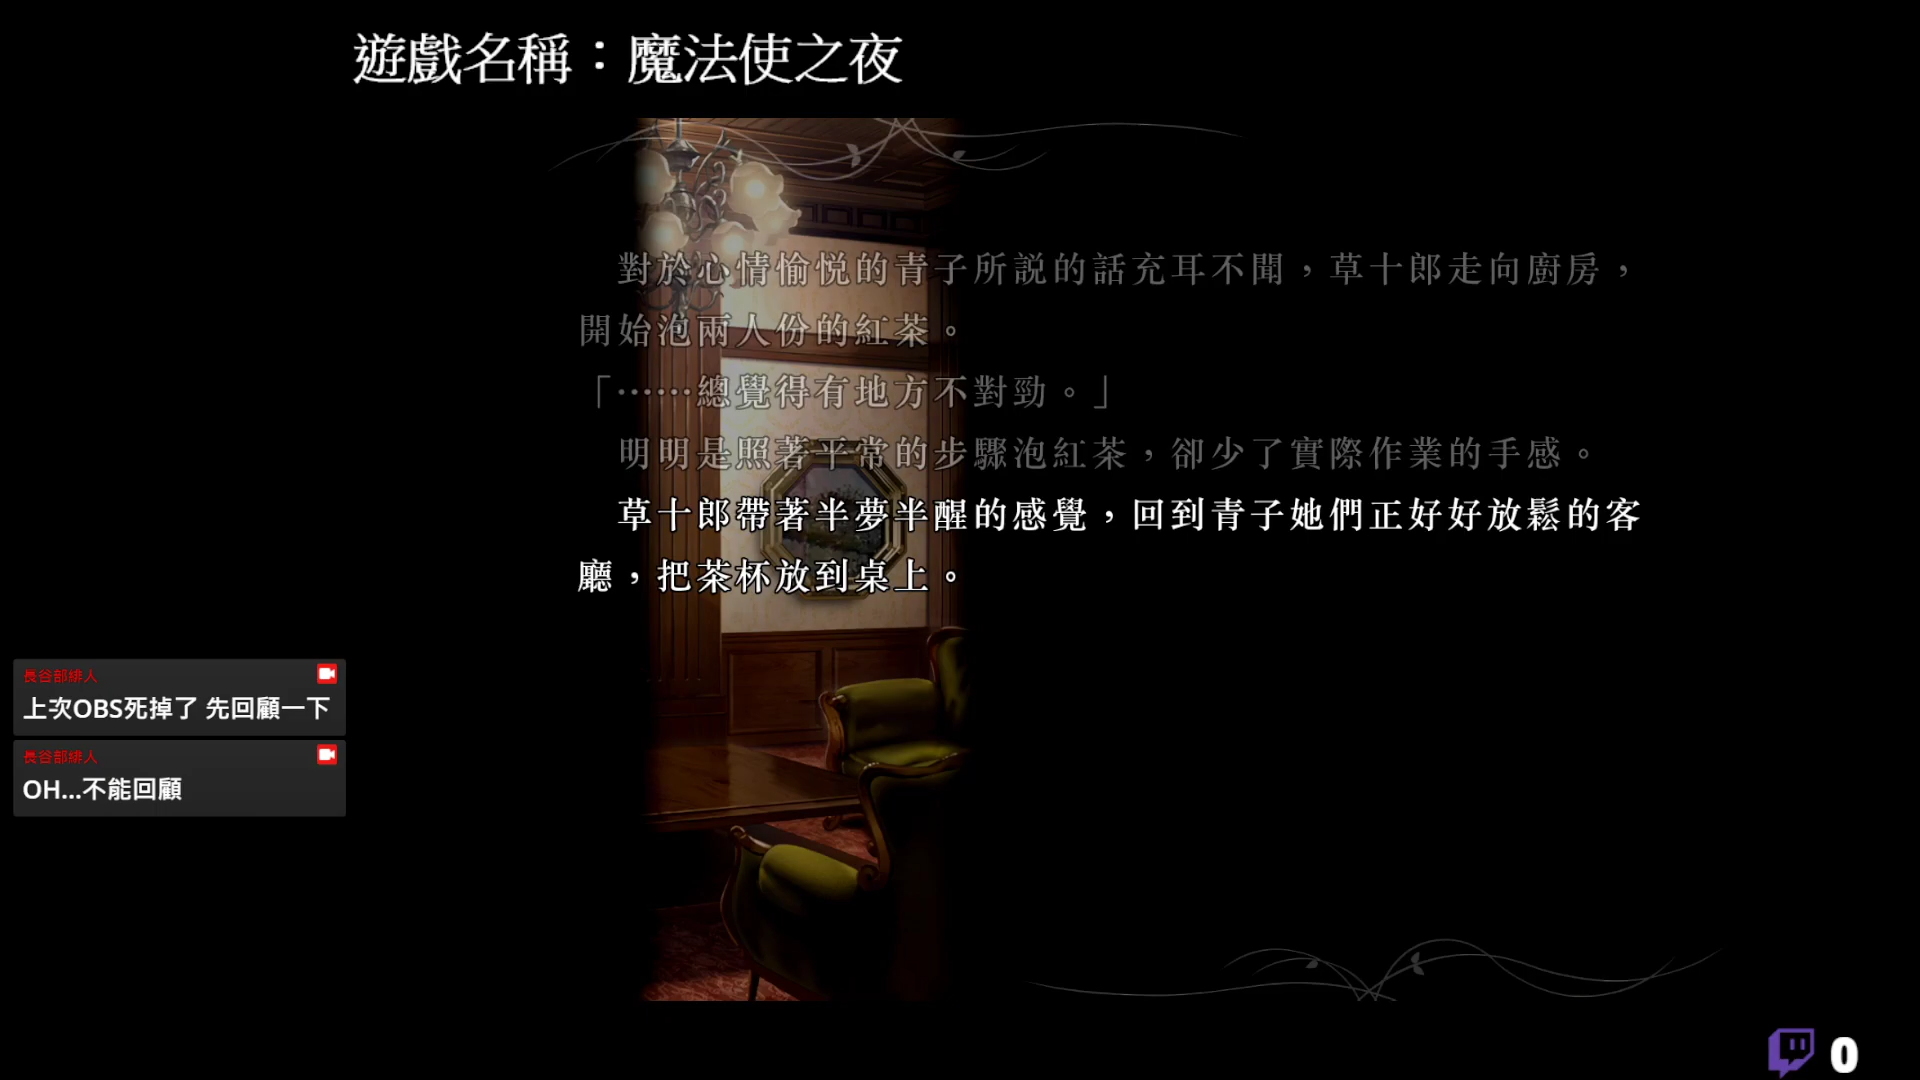 遊戲名稱：魔法使之夜
對於心情愉悅的青子所說的話充耳不聞，草十郎走向廚房，
開始泡兩人份的紅茶。
「……總覺得有地方不對勁。」
明明是照著平常的步驟泡紅茶，卻少了實際作業的手感。
草十郎帶著半夢半醒的感覺，回到青子她們正好好放鬆的客
廳，把茶杯放到桌上。
長谷部緋人
上次OBS死掉了 先回顧一下
長谷部緋人
OH...不能回顧
0